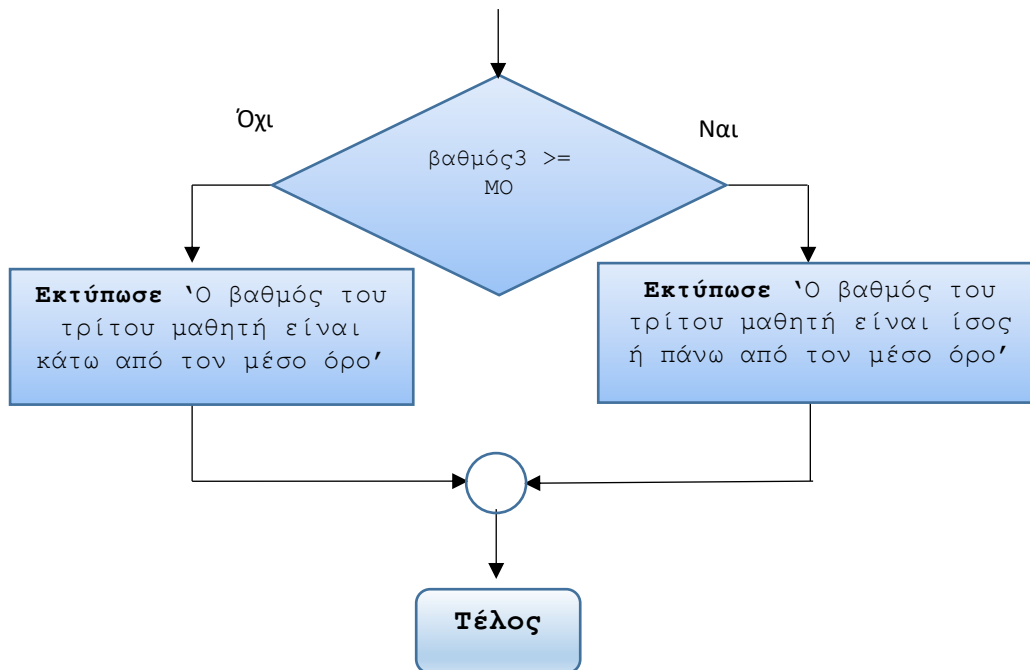 Όχι
Ναι
βαθμός3 >=
ΜΟ
Εκτύπωσε ‘Ο βαθμός του
τρίτου μαθητή είναι
κάτω από τον μέσο όρο’
Εκτύπωσε ‘Ο βαθμός του
τρίτου μαθητή είναι ίσος
ή πάνω από τον μέσο όρο’
Τέλος